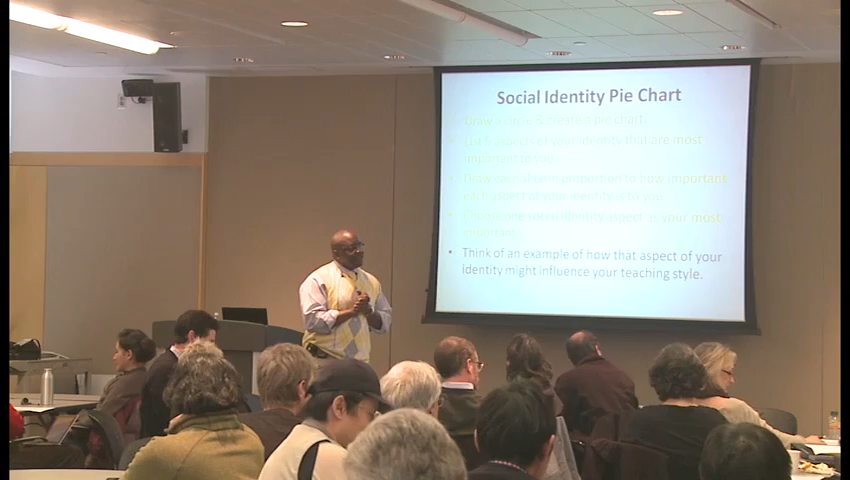 Social Identity Pie Chart
Draw a circle & create a pie chart.
List 5 aspects of your identity that are most
important to you.
Draw each slice in proportion to how important
each aspect of your identity is to you.
Choose one social identity aspect as your most
important.
• Think of an example of how that aspect of your
identity might influence your teaching style.